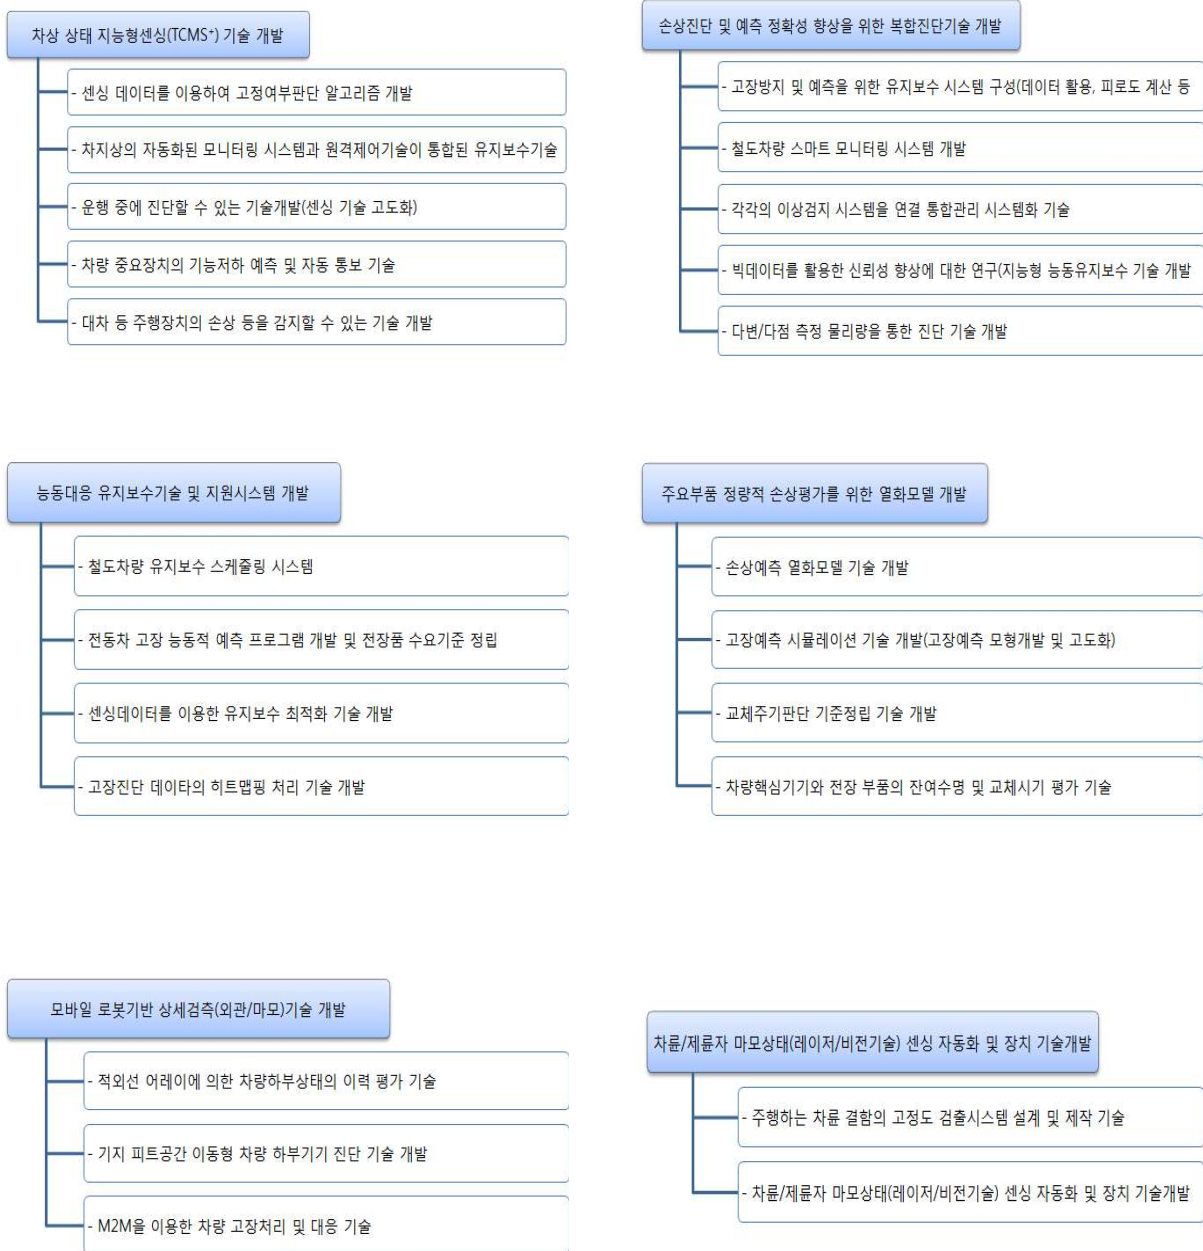 차상 상태 지능형센싱(TCMS⁺) 기술 개발
- 센싱 데이터를 이용하여 고정여부판단 알고리즘 개발
- 차지상의 자동화된 모니터링 시스템과 원격제어기술이 통합된 유지보수기술
- 운행 중에 진단할 수 있는 기술개발(센싱 기술 고도화)
- 차량 중요장치의 기능저하 예측 및 자동 통보 기술
- 대차 등 주행장치의 손상 등을 감지할 수 있는 기술 개발
손상진단 및 예측 정확성 향상을 위한 복합진단기술 개발
- 고장방지 및 예측을 위한 유지보수 시스템 구성(데이터 활용, 피로도 계산 등
- 철도차량 스마트 모니터링 시스템 개발
- 각각의 이상검지 시스템을 연결 통합관리 시스템화 기술
- 빅데이터를 활용한 신뢰성 향상에 대한 연구(지능형 능동유지보수 기술 개발
- 다변/다점 측정 물리량을 통한 진단 기술 개발
능동대응 유지보수기술 및 지원시스템 개발
- 철도차량 유지보수 스케줄링 시스템
- 전동차 고장 능동적 예측 프로그램 개발 및 전장품 수요기준 정립
- 센싱데이터를 이용한 유지보수 최적화 기술 개발
- 고장진단 데이타의 히트맵핑 처리 기술 개발
주요부품 정량적 손상평가를 위한 열화모델 개발
- 손상예측 열화모델 기술 개발
- 고장예측 시뮬레이션 기술 개발(고장예측 모형개발 및 고도화)
- 교체주기판단 기준정립 기술 개발
- 차량핵심기기와 전장 부품의 잔여수명 및 교체시기 평가 기술
모바일 로봇기반 상세검측(외관/마모)기술 개발
- 적외선 어레이에 의한 차량하부상태의 이력 평가 기술
- 기지 피트공간 이동형 차량 하부기기 진단 기술 개발
- M2M을 이용한 차량 고장처리 및 대응 기술
차륜/제륜자 마모상태(레이저/비전기술) 센싱 자동화 및 장치 기술개발
- 주행하는 차륜 결함의 고정도 검출시스템 설계 및 제작 기술
- 차륜/제륜자 마모상태(레이저/비전기술) 센싱 자동화 및 장치 기술개발